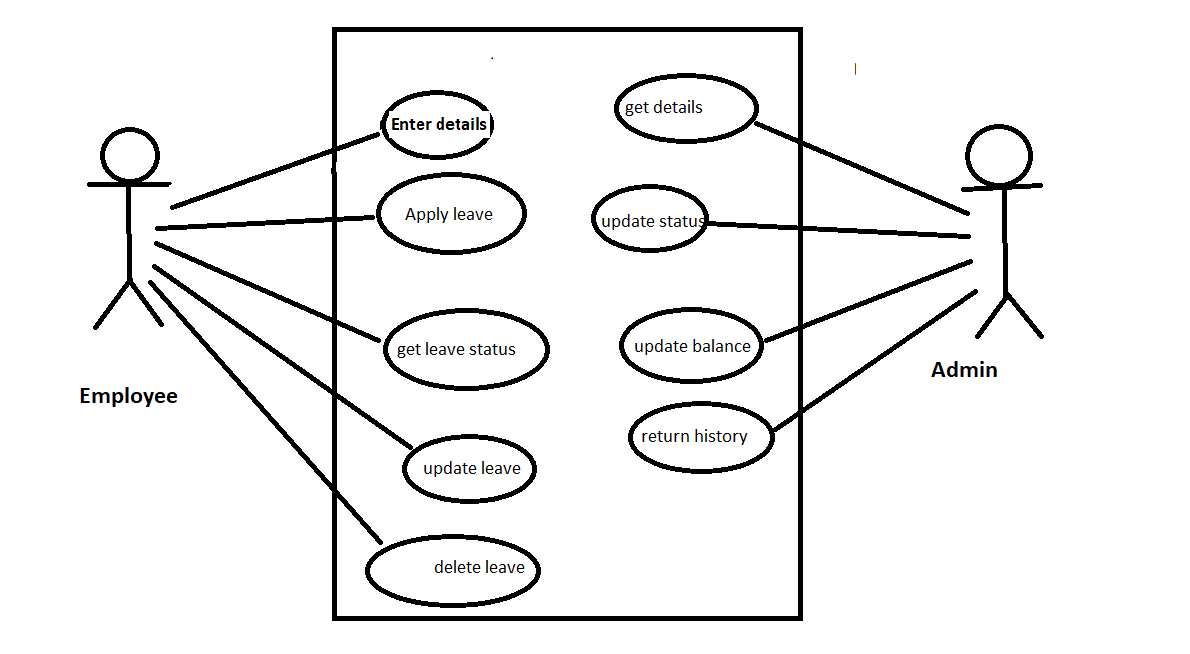 Enter details
Apply leave
get leave status
update leave
delete leave
Employee
get details
update status
update balance
return history
Admin